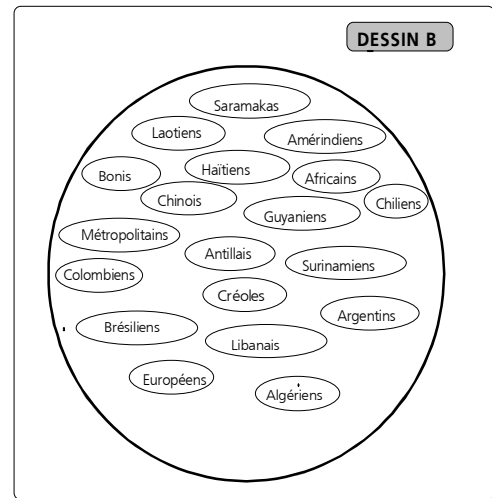 DESSIN B
Saramakas
Laotiens
Amérindiens
Bonis
Haïtiens
Africains
Chinois
Chiliens
Guyaniens
Métropolitains
Antillais
Surinamiens
Colombiens
Créoles
Argentins
Brésiliens
Libanais
Européens
Algériens